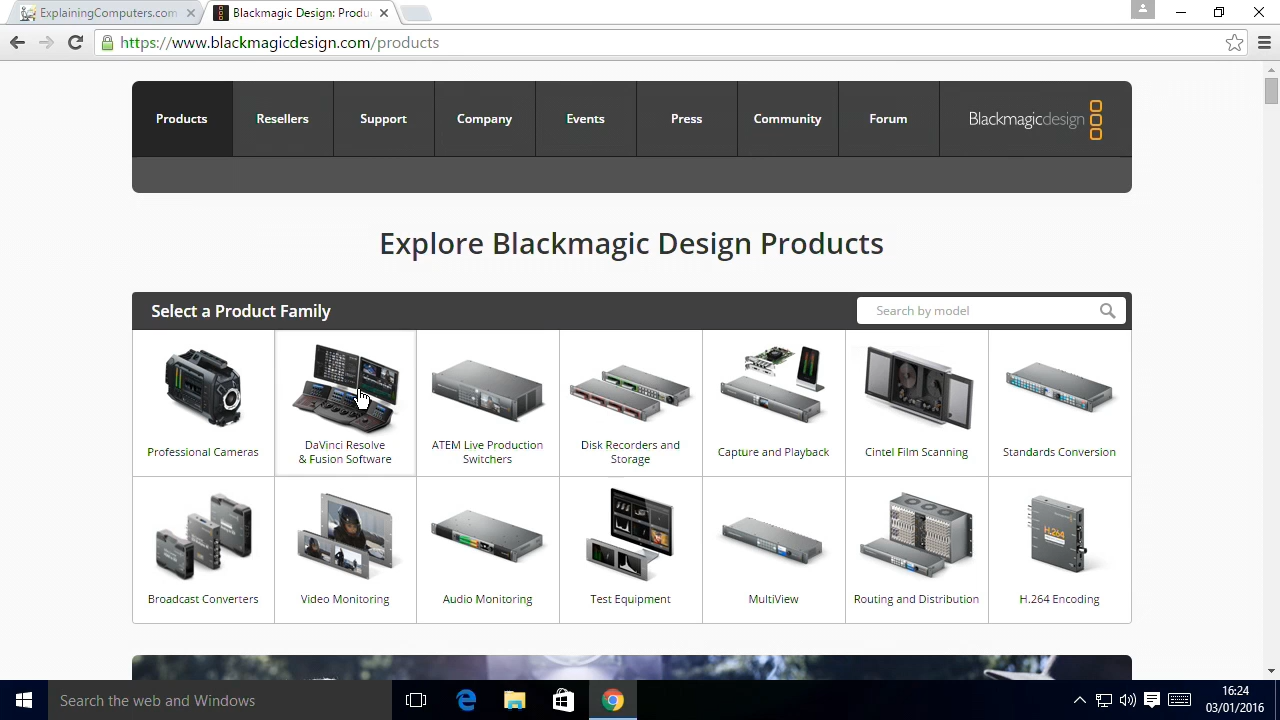 ExplainingComputers.com
Blackmagic Design: Produ
https://www.blackmagicdesign.com/products
Products
Resellers
Support
Company
Events
Press
Community
Forum
Blackmagicdesign
Explore Blackmagic Design Products
Select a Product Family
Search by model
Professional Cameras
DaVinci Resolve
& Fusion Software
ATEM Live Production
Switchers
Disk Recorders and
Storage
Capture and Playback
Cintel Film Scanning
Standards Conversion
H.264
Broadcast Converters
Video Monitoring
Audio Monitoring
Test Equipment
MultiView
Routing and Distribution
H.264 Encoding
Search the web and Windows
16:24
03/01/2016